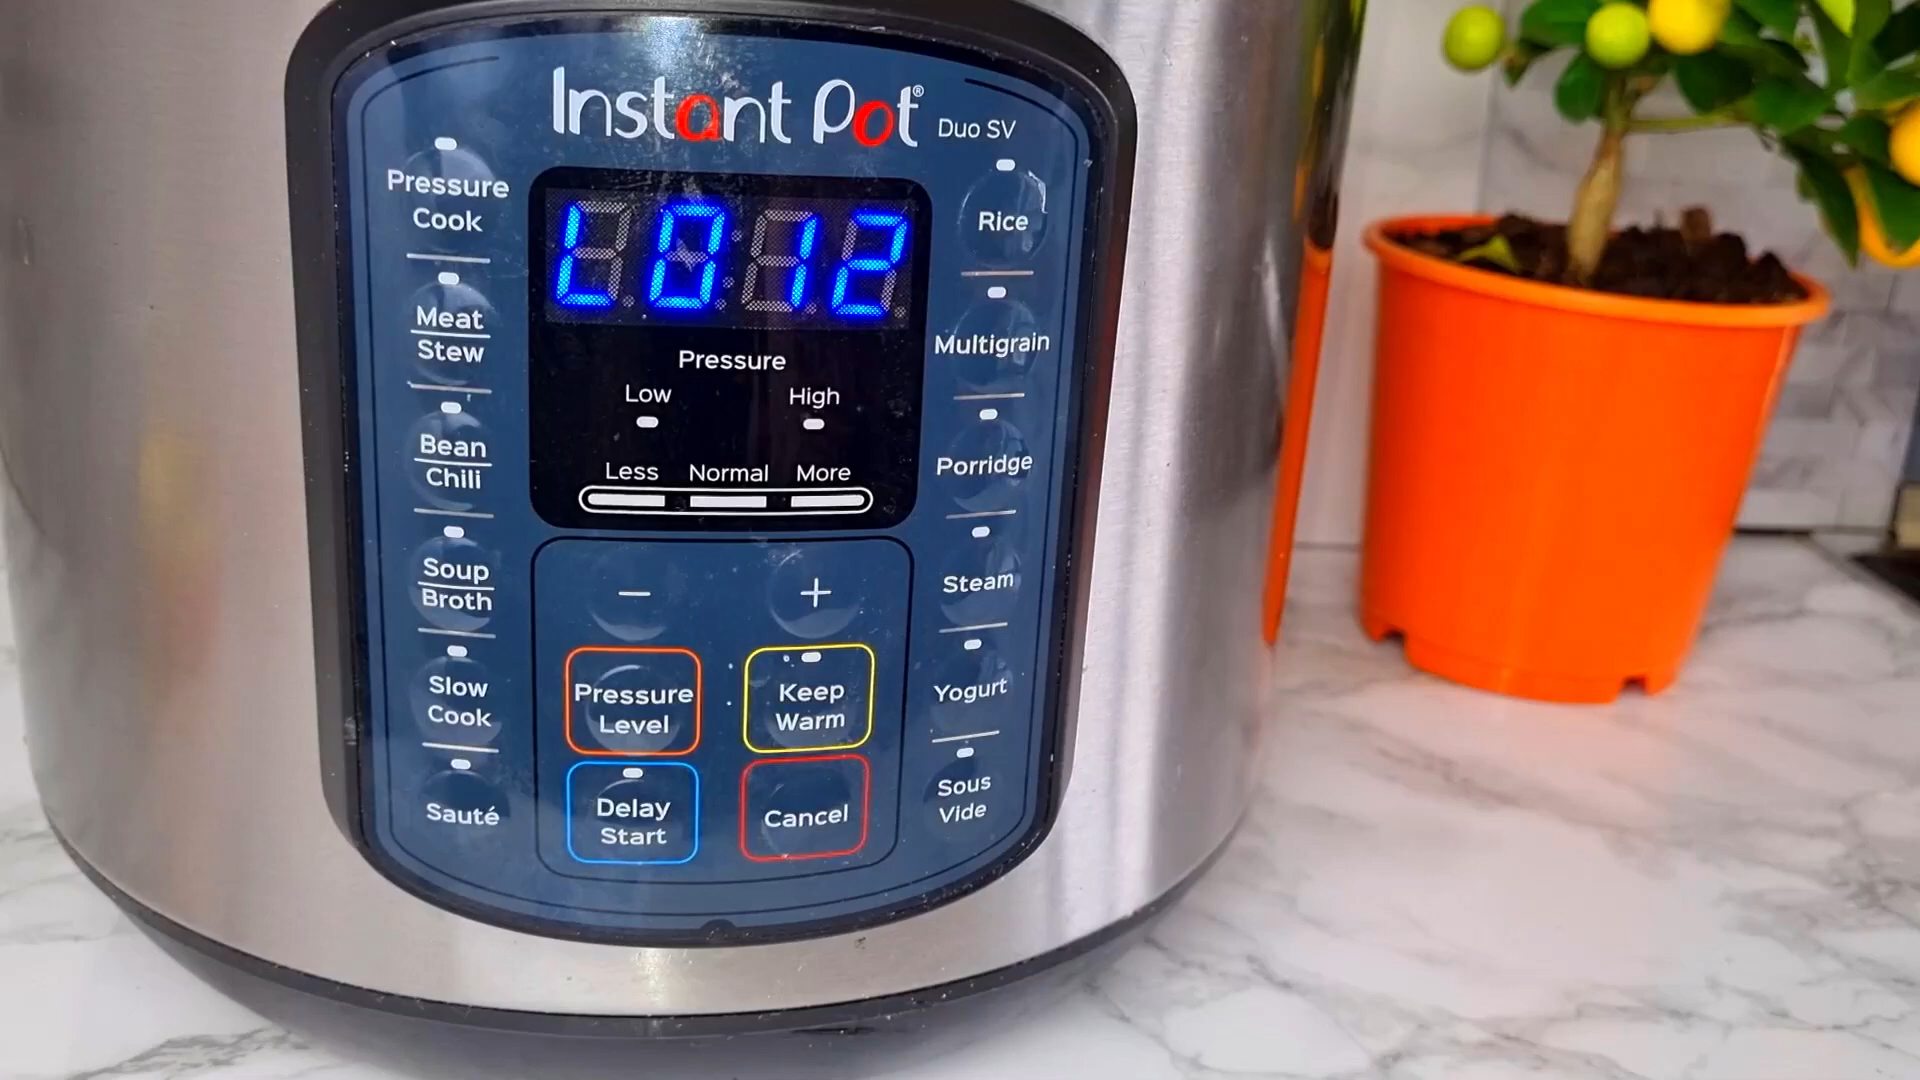 Instant Pot®
Duo SV
L0:12
Pressure
Low High
Less Normal More
Pressure
Cook
Meat
Stew
Bean
Chili
Soup
Broth
Slow
Cook
Sauté
− +
Pressure
Level
Keep
Warm
Delay
Start
Cancel
Rice
Multigrain
Porridge
Steam
Yogurt
Sous
Vide